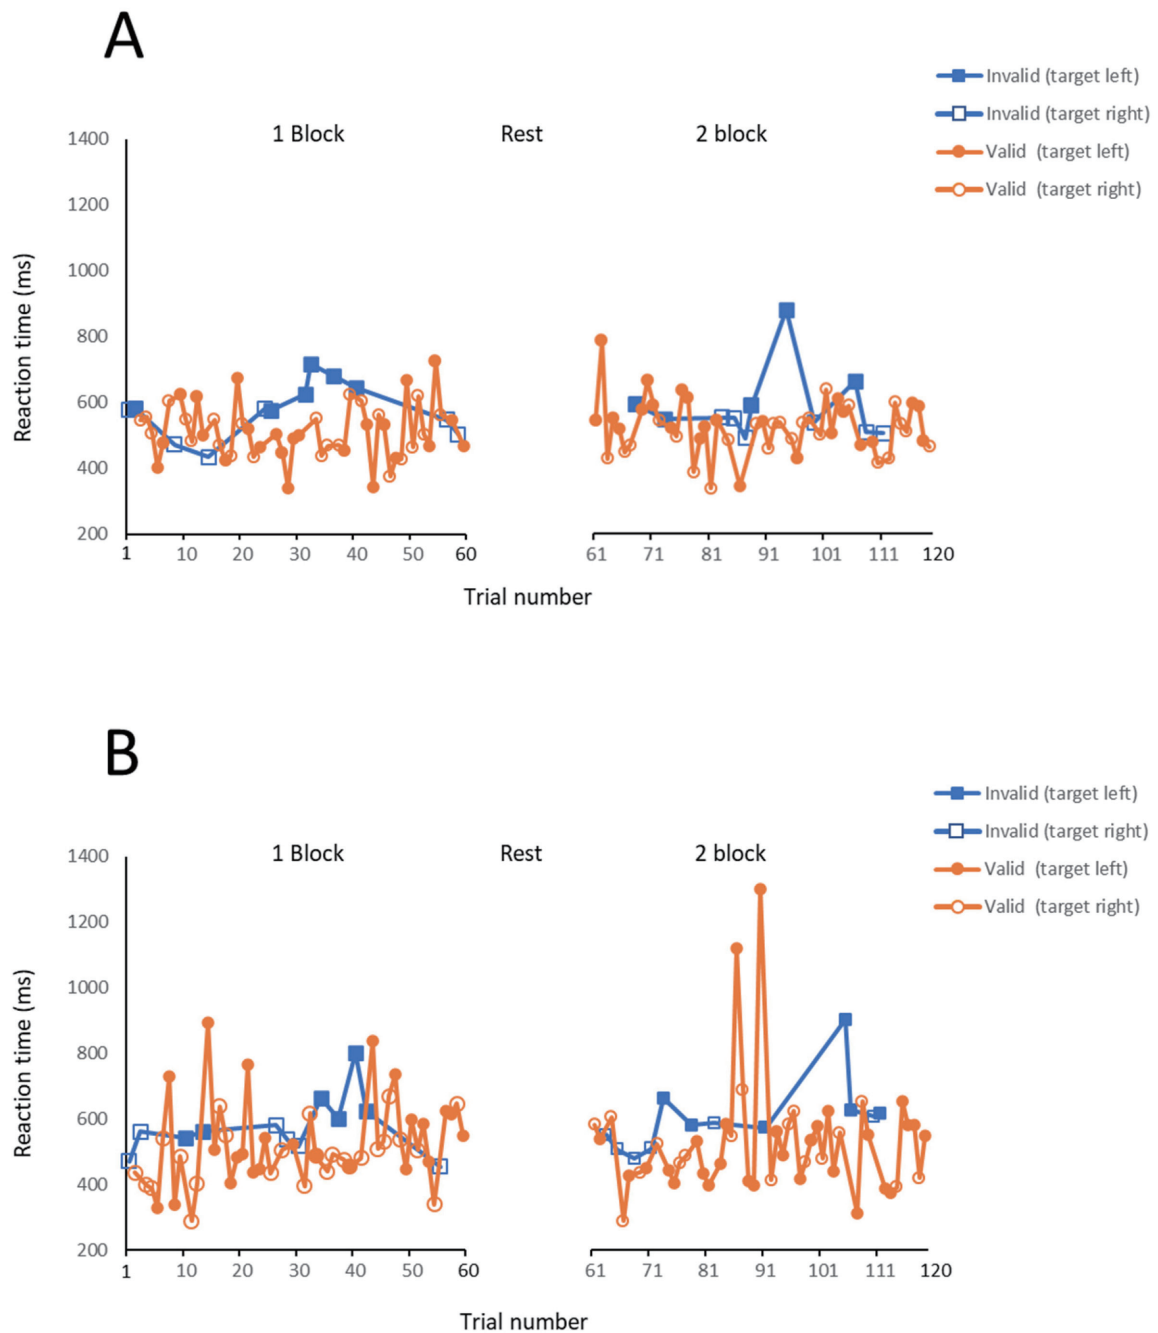 A
Invalid (target left)
Invalid (target right)
Valid (target left)
Valid (target right)
1 Block Rest 2 block
1400
1200
1000
800
600
400
200
Reaction time (ms)
1 10 20 30 40 50 60 61 71 81 91 101 111 120
Trial number
B
Invalid (target left)
Invalid (target right)
Valid (target left)
Valid (target right)
1 Block Rest 2 block
1400
1200
1000
800
600
400
200
Reaction time (ms)
1 10 20 30 40 50 60 61 71 81 91 101 111 120
Trial number